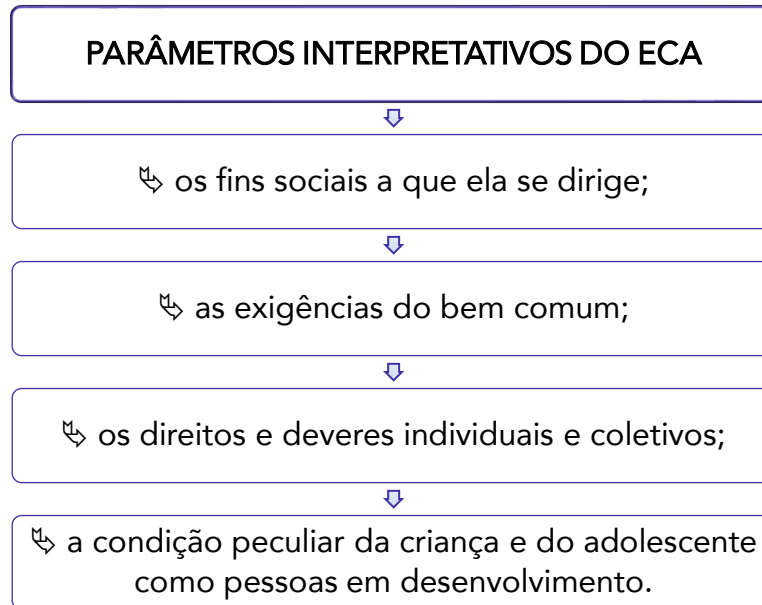 PARÂMETROS INTERPRETATIVOS DO ECA
os fins sociais a que ela se dirige;
as exigências do bem comum;
os direitos e deveres individuais e coletivos;
a condição peculiar da criança e do adolescente
como pessoas em desenvolvimento.